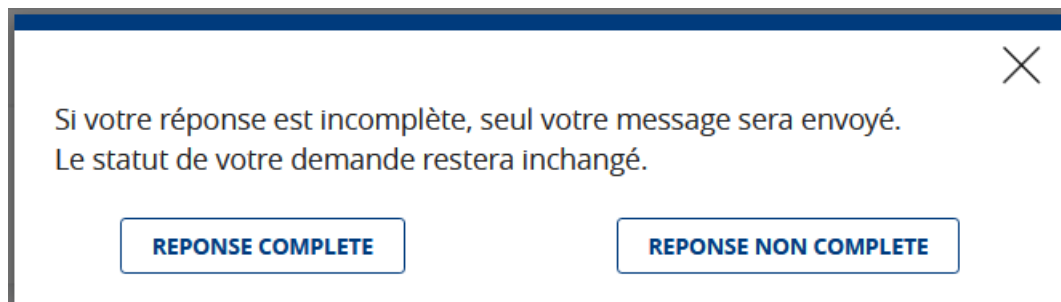 Si votre réponse est incomplète, seul votre message sera envoyé.
Le statut de votre demande restera inchangé.
REPONSE COMPLETE
REPONSE NON COMPLETE